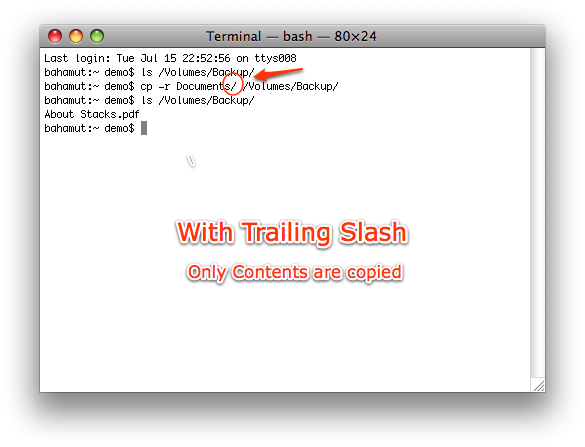 Terminal — bash — 80×24
Last login: Tue Jul 15 22:52:56 on ttys008
bahamut:~ demo$ ls /Volumes/Backup/
bahamut:~ demo$ cp -r Documents/ /Volumes/Backup/
bahamut:~ demo$ ls /Volumes/Backup/
About Stacks.pdf
bahamut:~ demo$
\
With Trailing Slash
Only Contents are copied